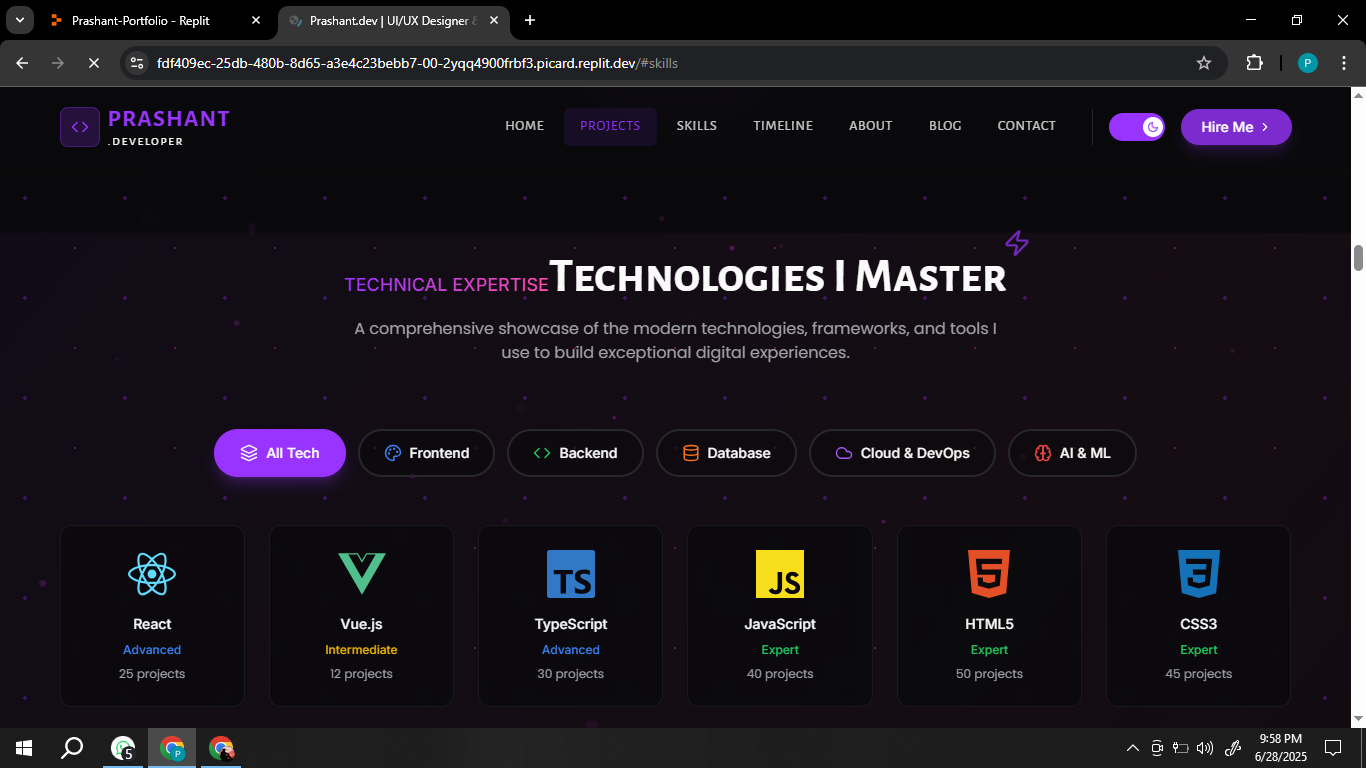 Prashant-Portfolio - Replit
Prashant.dev | UI/UX Designer &
fdf409ec-25db-480b-8d65-a3e4c23bebb7-00-2yqq4900frbf3.picard.replit.dev/#skills
P
PRASHANT
.DEVELOPER
HOME PROJECTS SKILLS TIMELINE ABOUT BLOG CONTACT Hire Me
TECHNICAL EXPERTISE Technologies I Master
A comprehensive showcase of the modern technologies, frameworks, and tools I
use to build exceptional digital experiences.
All Tech Frontend Backend Database Cloud & DevOps AI & ML
TS JS 5 3
React Vue.js TypeScript JavaScript HTML5 CSS3
Advanced Intermediate Advanced Expert Expert Expert
25 projects 12 projects 30 projects 40 projects 50 projects 45 projects
5 P
9:58 PM
6/28/2025